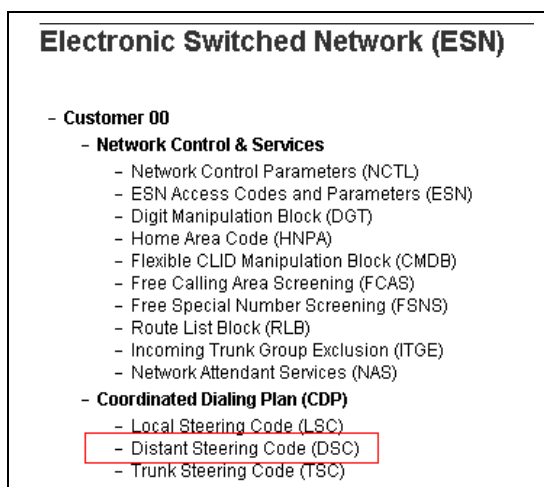 Electronic Switched Network (ESN)
- Customer 00
- Network Control & Services
- Network Control Parameters (NCTL)
- ESN Access Codes and Parameters (ESN)
- Digit Manipulation Block (DGT)
- Home Area Code (HNPA)
- Flexible CLID Manipulation Block (CMDB)
- Free Calling Area Screening (FCAS)
- Free Special Number Screening (FSNS)
- Route List Block (RLB)
- Incoming Trunk Group Exclusion (ITGE)
- Network Attendant Services (NAS)
- Coordinated Dialing Plan (CDP)
- Local Steering Code (LSC)
- Distant Steering Code (DSC)
- Trunk Steering Code (TSC)